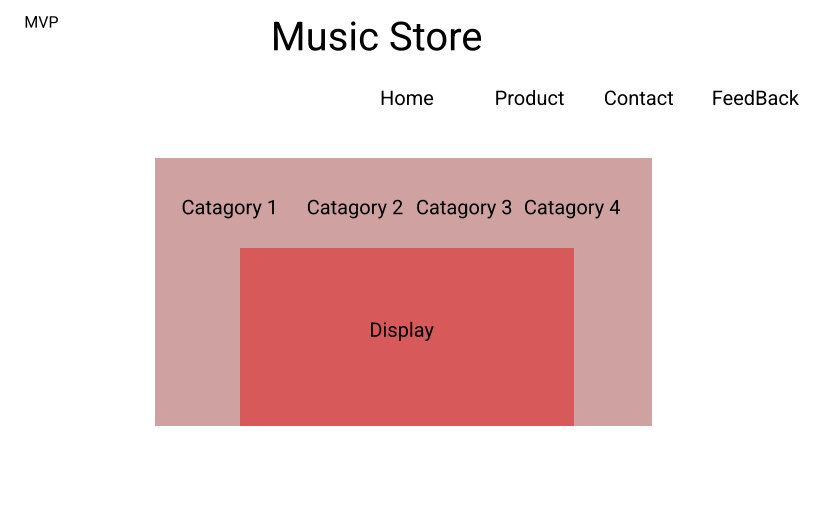 MVP
Music Store
Home Product Contact FeedBack
Catagory 1 Catagory 2 Catagory 3 Catagory 4
Display